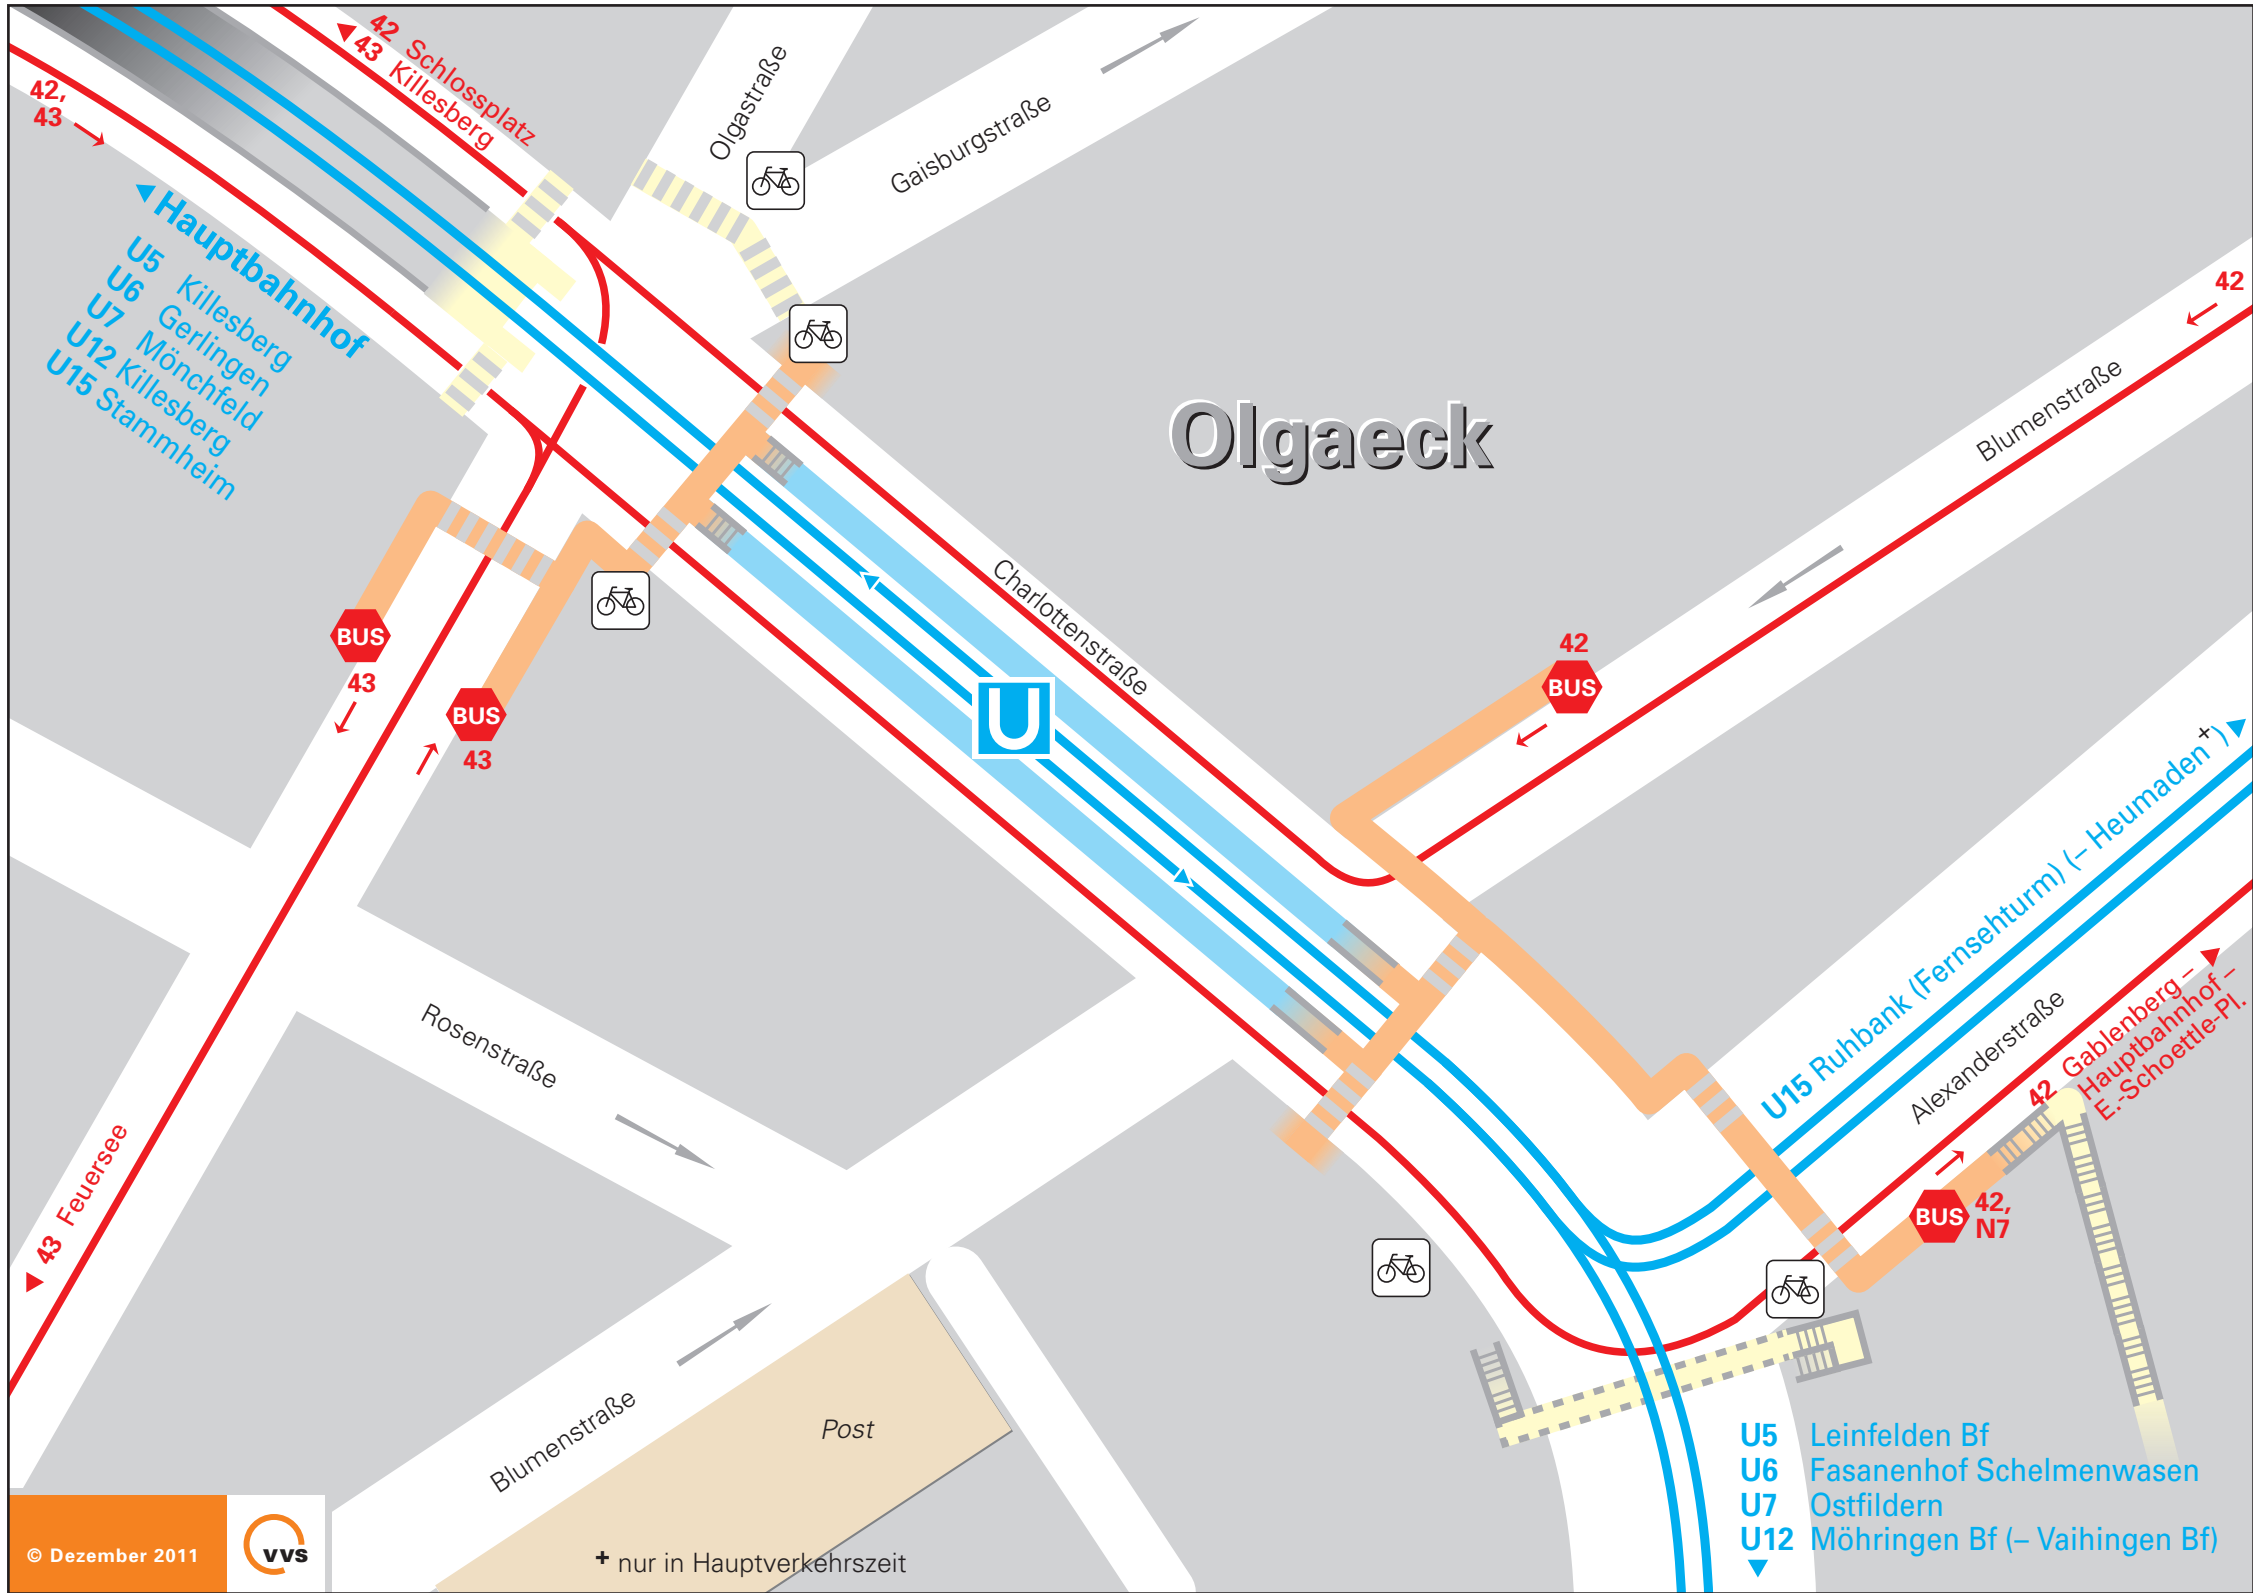 42 Schlossplatz
43 Killesberg
42,
43
Hauptbahnhof
U5 Killesberg
U6 Gerlingen
U7 Mönchfeld
U12 Killesberg
U15 Stammheim
Olgastraße
Gaisburgstraße
42
Blumenstraße
Olgaeck
Charlottenstraße
BUS
43
BUS
43
U
42
BUS
U15 Ruhbank (Fernsehturm) (– Heumaden+)
Alexanderstraße
42 Gablenberg –
Hauptbahnhof –
E.-Schoettle-Pl.
BUS
42,
N7
Rosenstraße
43 Feuersee
Blumenstraße
Post
U5 Leinfelden Bf
U6 Fasanenhof Schelmenwasen
U7 Ostfildern
U12 Möhringen Bf (– Vaihingen Bf)
© Dezember 2011
vvs
+ nur in Hauptverkehrszeit